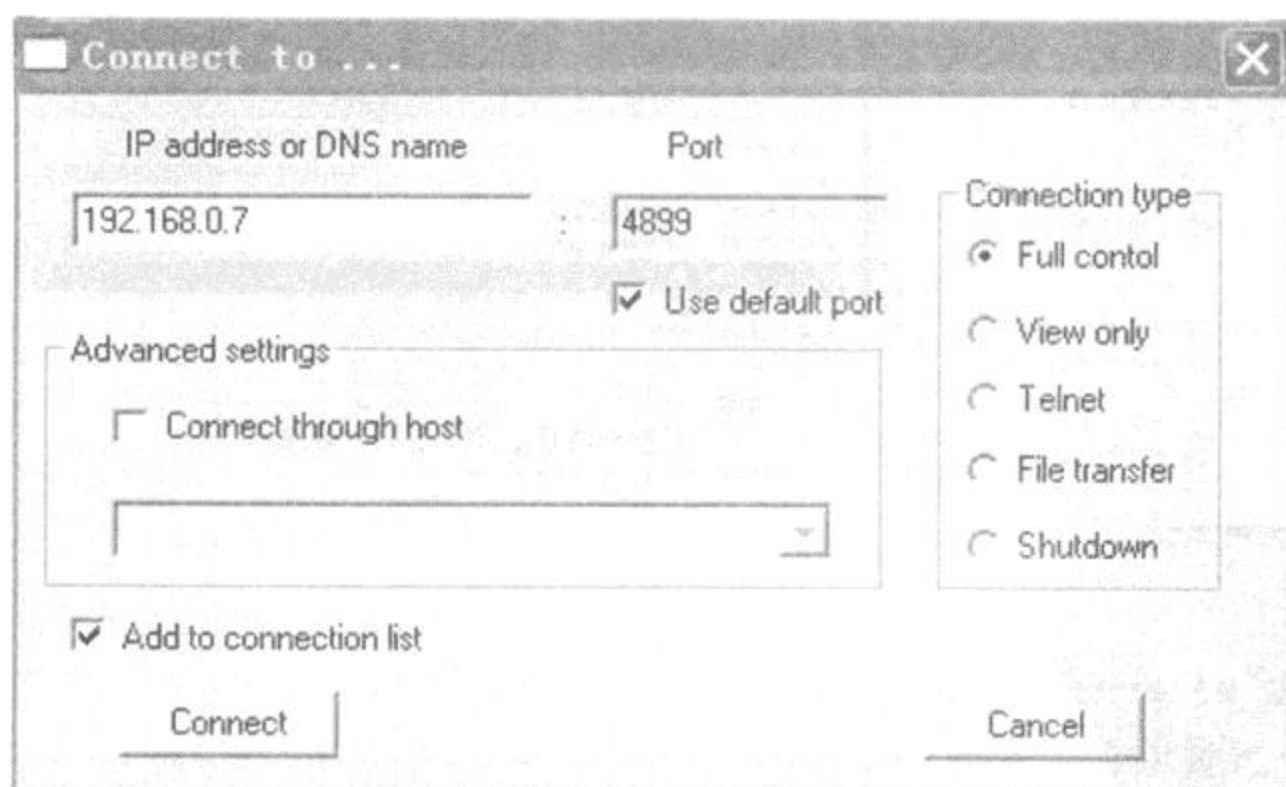 Connect to ...
IP address or DNS name
Port
192.168.0.7
:
4899
Use default port
Connection type
Full contol
View only
Telnet
File transfer
Shutdown
Advanced settings
Connect through host
Add to connection list
Connect
Cancel